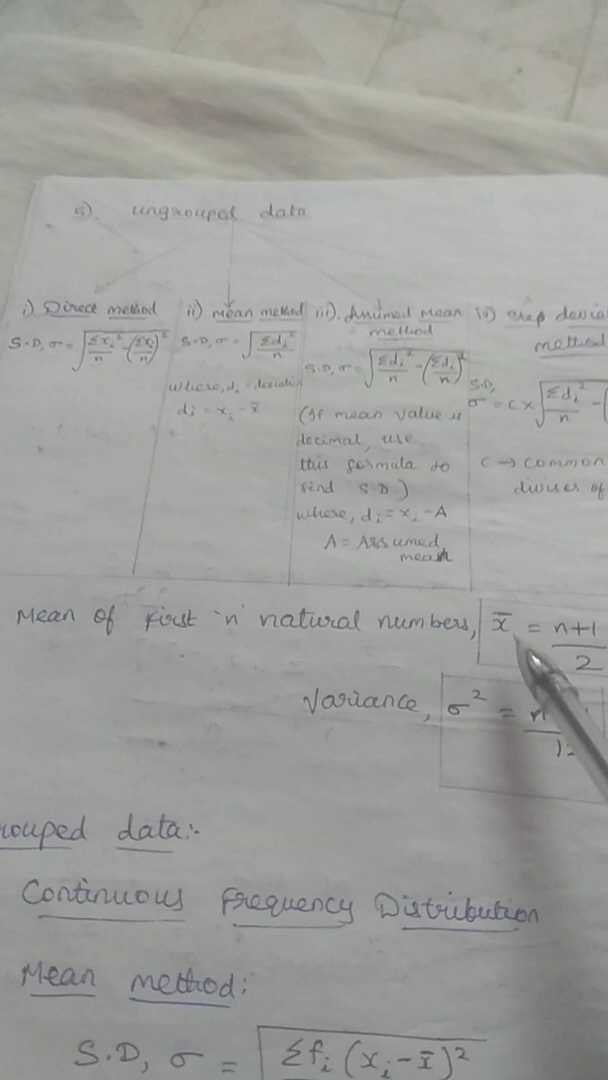 5) ungrouped data
i) Direct method
S.D, σ = √(Σxᵢ²/n - (Σxᵢ/n)²)
ii) mean method
S.D, σ = √(Σdᵢ²/n)
where, dᵢ - deviation
dᵢ = xᵢ - x̄
iii). Assumed mean
method
S.D, σ = √(Σdᵢ²/n - (Σdᵢ/n)²)
(If mean value is
decimal, use
this formula to
find S.D)
where, dᵢ = xᵢ - A
A = Assumed
mean
iv) step devia
method
S.D,
σ = c × √(Σdᵢ²/n - (
c → common
divisor of
Mean of first 'n' natural numbers, x̄ = n+1/2
Variance, σ² =
rouped data:-
Continuous Frequency Distribution
Mean method:
S.D, σ = √Σfᵢ(xᵢ-x̄)²